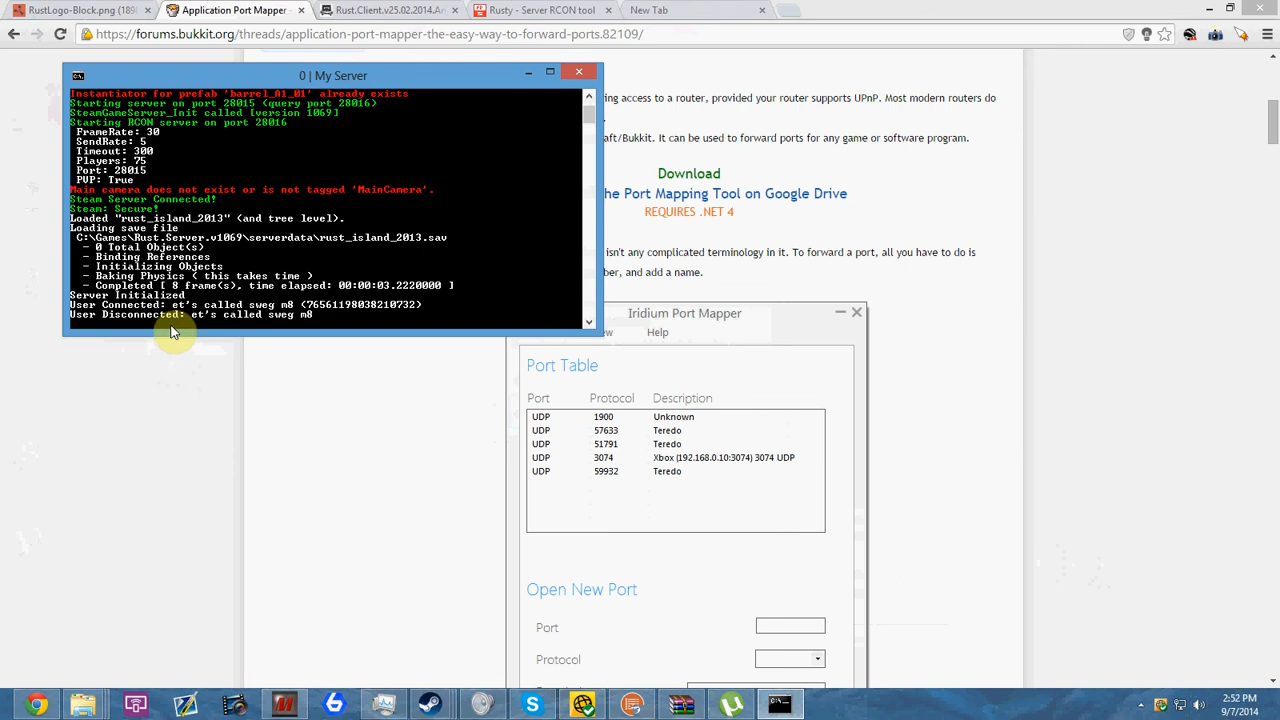 RustLogo-Block.png (189
Application Port Mapper -
Rust.Client.v25.02.2014.Ar
Rusty - Server RCON tool
New Tab
https://forums.bukkit.org/threads/application-port-mapper-the-easy-way-to-forward-ports.82109/
0 | My Server
Instantiator for prefab 'barrel_A1_01' already exists
Starting server on port 28015 (query port 28016)
SteamGameServer_Init called [version 1069]
Starting RCON server on port 28016
FrameRate: 30
SendRate: 5
Timeout: 300
Players: 75
Port: 28015
PVP: True
Main camera does not exist or is not tagged 'MainCamera'.
Steam Server Connected!
Steam: Secure!
Loaded "rust_island_2013" (and tree level).
Loading save file
C:\Games\Rust.Server.v1069\serverdata\rust_island_2013.sav
- 0 Total Object(s)
- Binding References
- Initializing Objects
- Baking Physics ( this takes time )
- Completed [ 8 frame(s), time elapsed: 00:00:03.2220000 ]
Server Initialized
User Connected: et's called sweg m8 (76561198038210732)
User Disconnected: et's called sweg m8
ing access to a router, provided your router supports UPnP. Most modern routers do
aft/Bukkit. It can be used to forward ports for any game or software program.
Download
he Port Mapping Tool on Google Drive
REQUIRES .NET 4
isn't any complicated terminology in it. To forward a port, all you have to do is
ber, and add a name.
Iridium Port Mapper
ew Help
Port Table
Port Protocol Description
UDP 1900 Unknown
UDP 57633 Teredo
UDP 51791 Teredo
UDP 3074 Xbox (192.168.0.10:3074) 3074 UDP
UDP 59932 Teredo
Open New Port
Port
Protocol
2:52 PM
9/7/2014